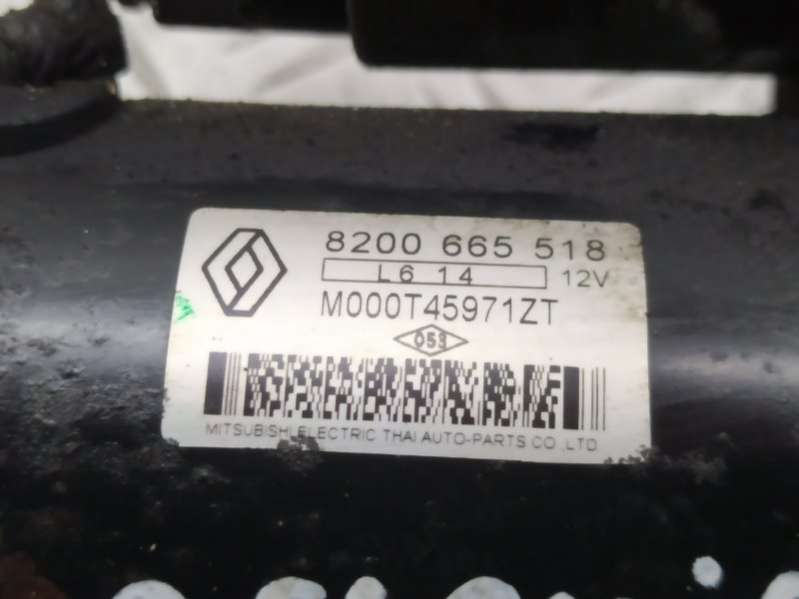 8200 665 518
L6 14 12V
M000T45971ZT
053
MITSUBISHI ELECTRIC THAI AUTO-PARTS CO.,LTD